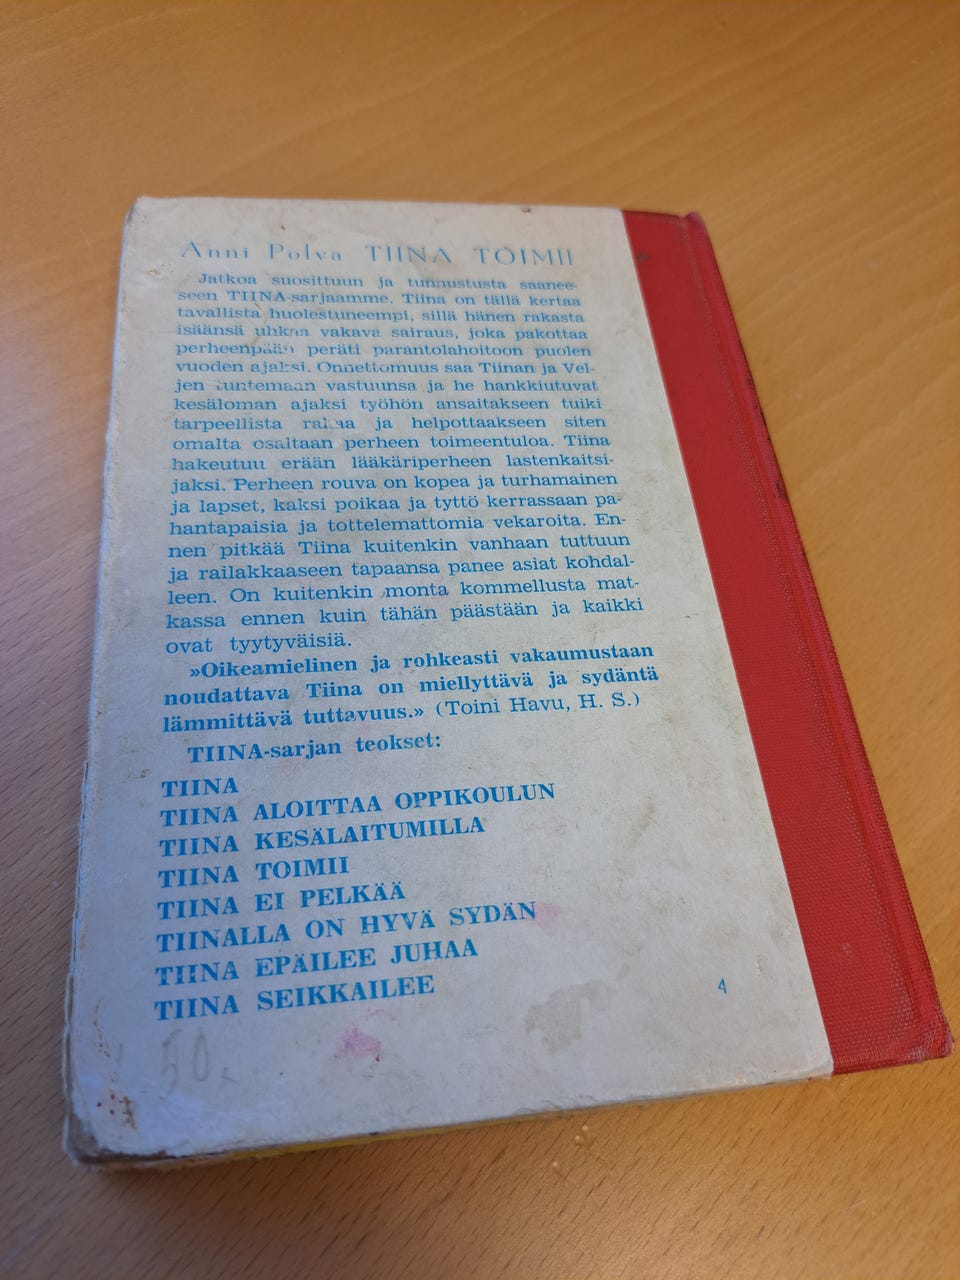 Anni Polva TIINA TOIMII
Jatkoa suosittuun ja tunnustusta saanee-
seen TIINA-sarjaamme. Tiina on tällä kertaa
tavallista huolestuneempi, sillä hänen rakasta
isäänsä uhkaa vakava sairaus, joka pakottaa
perheenpään peräti parantolahoitoon puolen
vuoden ajaksi. Onnettomuus saa Tiinan ja Vel-
jen tuntemaan vastuunsa ja he hankkiutuvat
kesäloman ajaksi työhön ansaitakseen tuiki
tarpeellista rahaa ja helpottaakseen siten
omalta osaltaan perheen toimeentuloa. Tiina
hakeutuu erään lääkäriperheen lastenkaitsi-
jaksi. Perheen rouva on kopea ja turhamainen
ja lapset, kaksi poikaa ja tyttö kerrassaan pa-
hantapaisia ja tottelemattomia vekaroita. En-
nen pitkää Tiina kuitenkin vanhaan tuttuun
ja railakkaaseen tapaansa panee asiat kohdal-
leen. On kuitenkin monta kommellusta mat-
kassa ennen kuin tähän päästään ja kaikki
ovat tyytyväisiä.
»Oikeamielinen ja rohkeasti vakaumustaan
noudattava Tiina on miellyttävä ja sydäntä
lämmittävä tuttavuus.» (Toini Havu, H. S.)
TIINA-sarjan teokset:
TIINA
TIINA ALOITTAA OPPIKOULUN
TIINA KESÄLAITUMILLA
TIINA TOIMII
TIINA EI PELKÄÄ
TIINALLA ON HYVÄ SYDÄN
TIINA EPÄILEE JUHAA
TIINA SEIKKAILEE
4